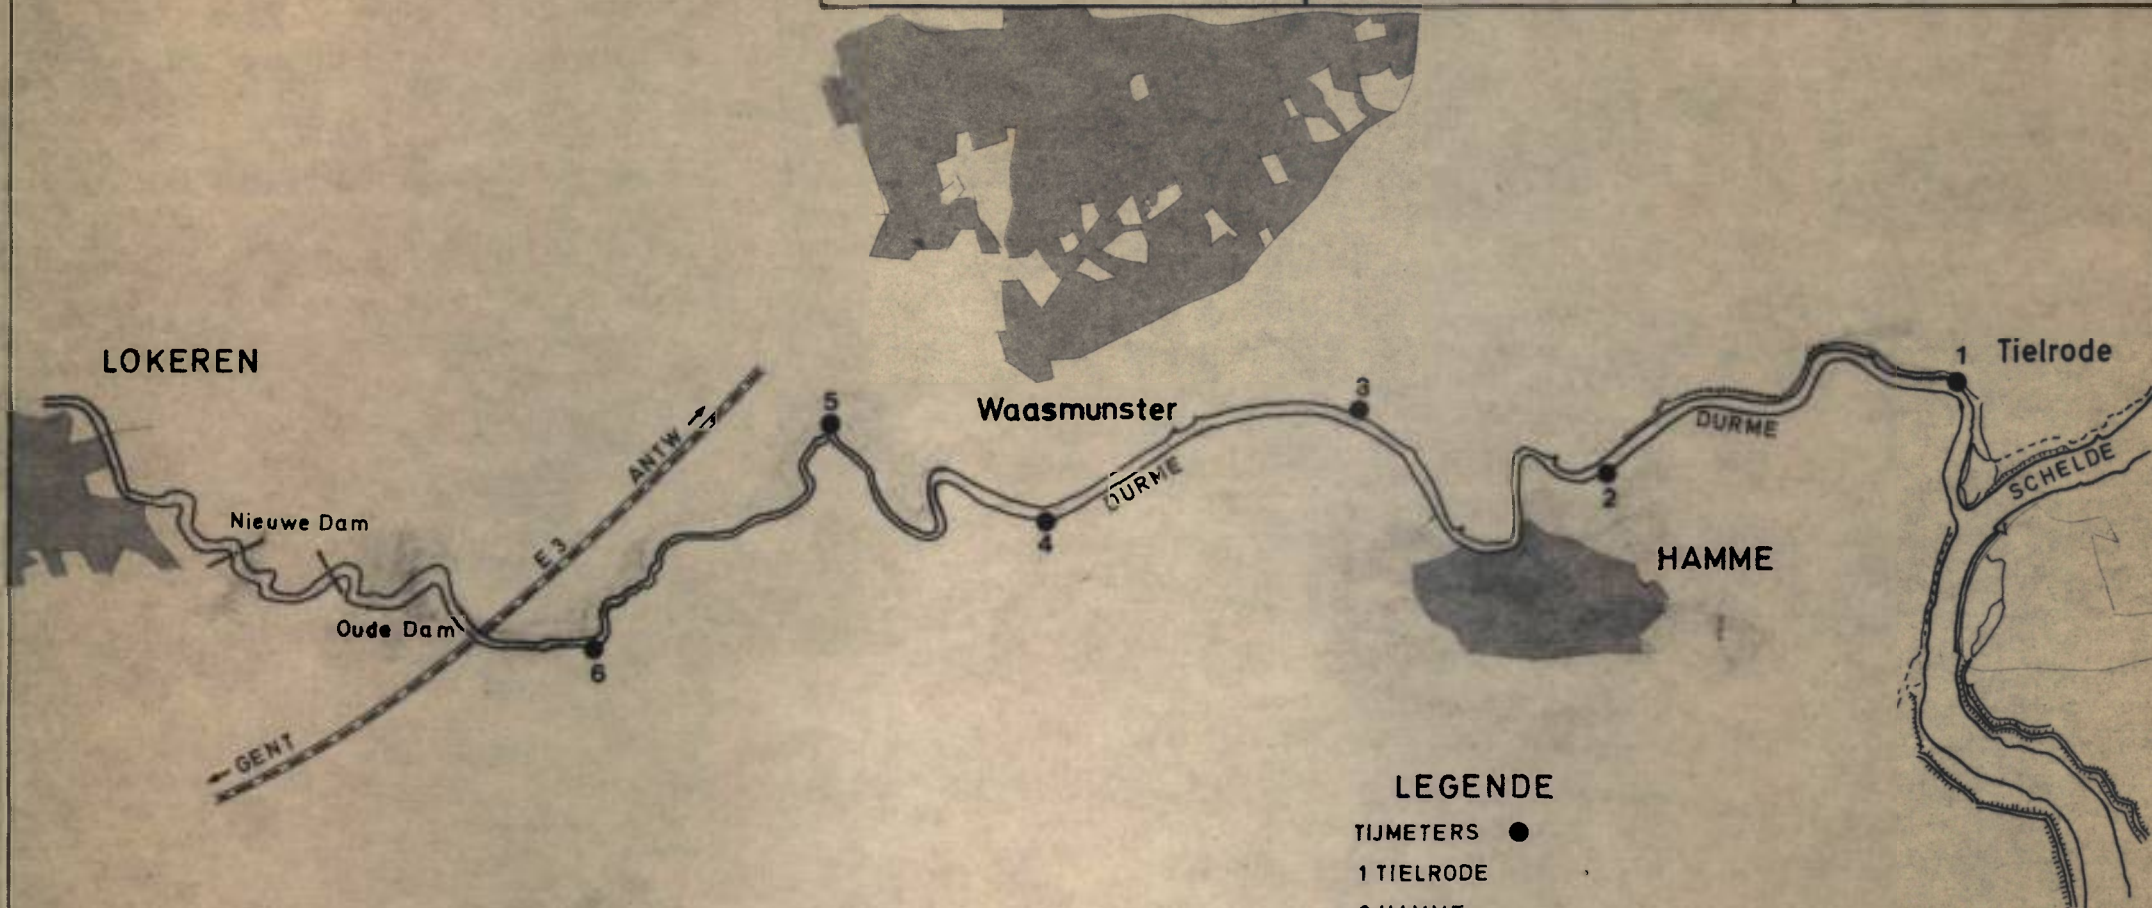 LOKEREN
Waasmunster
Tielrode
1
2
3
4
5
6
DURME
DURME
SCHELDE
HAMME
Nieuwe Dam
Oude Dam
E3
ANTW
GENT
LEGENDE
TIJMETERS
1 TIELRODE